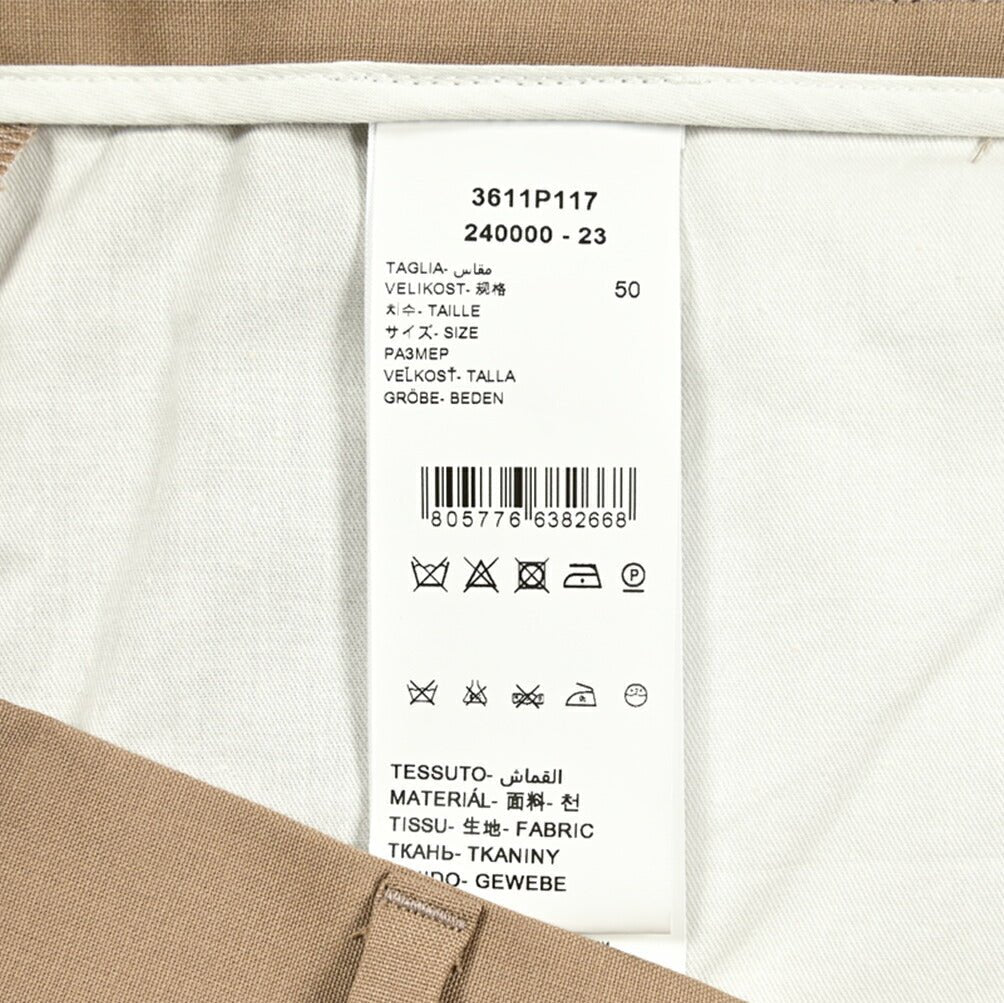 3611P117
240000 - 23
TAGLIA- مقاس
VELIKOST- 规格
50
치수- TAILLE
サイズ- SIZE
РАЗМЕР
VEĽKOSŤ- TALLA
GRÖBE- BEDEN
805776 6382668
P
TESSUTO- القماش
MATERIÁL- 面料- 천
TISSU- 生地- FABRIC
ТКАНЬ- TKANINY
GEWEBE